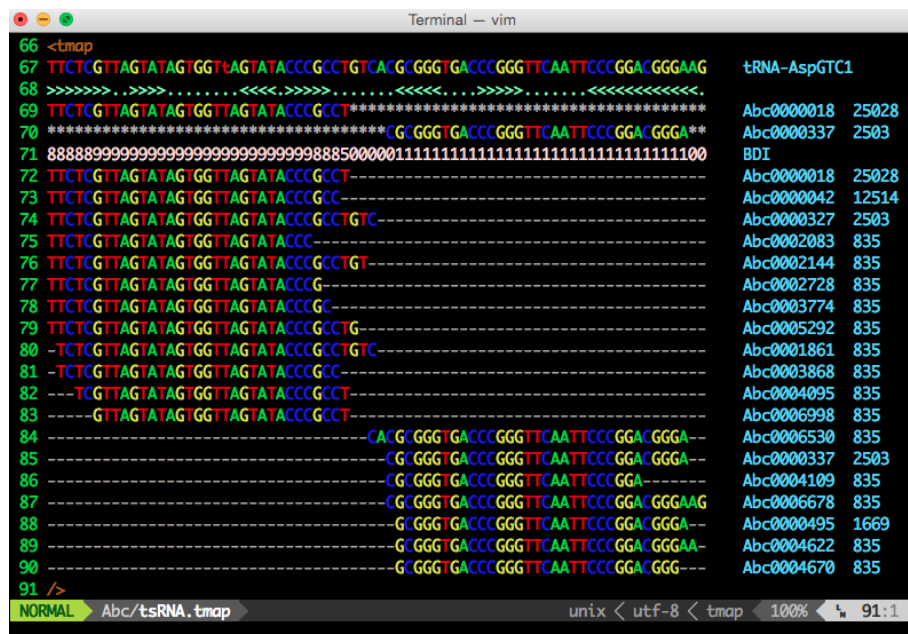 Terminal — vim
66 <tmap
67 TTCTCGTTAGTATAGTGGTtAGTATACCCGCCTGTCACGCGGGTGACCCGGGTTCAATTCCCGGACGGGAAG tRNA-AspGTC1
68 >>>>>>>..>>>>........<<<<.>>>>>.......<<<<<....>>>>>.......<<<<<<<<<<<<.
69 TTCTCGTTAGTATAGTGGTTAGTATACCCGCCT*************************************** Abc0000018 25028
70 *************************************CGCGGGTGACCCGGGTTCAATTCCCGGACGGGA** Abc0000337 2503
71 888889999999999999999999999998885000001111111111111111111111111111111100 BDI
72 TTCTCGTTAGTATAGTGGTTAGTATACCCGCCT--------------------------------------- Abc0000018 25028
73 TTCTCGTTAGTATAGTGGTTAGTATACCCGCC---------------------------------------- Abc0000042 12514
74 TTCTCGTTAGTATAGTGGTTAGTATACCCGCCTGTC------------------------------------ Abc0000327 2503
75 TTCTCGTTAGTATAGTGGTTAGTATACCC------------------------------------------- Abc0002083 835
76 TTCTCGTTAGTATAGTGGTTAGTATACCCGCCTGT------------------------------------- Abc0002144 835
77 TTCTCGTTAGTATAGTGGTTAGTATACCCG------------------------------------------ Abc0002728 835
78 TTCTCGTTAGTATAGTGGTTAGTATACCCGC----------------------------------------- Abc0003774 835
79 TTCTCGTTAGTATAGTGGTTAGTATACCCGCCTG-------------------------------------- Abc0005292 835
80 -TCTCGTTAGTATAGTGGTTAGTATACCCGCCTGTC------------------------------------ Abc0001861 835
81 -TCTCGTTAGTATAGTGGTTAGTATACCCGCC---------------------------------------- Abc0003868 835
82 ---TCGTTAGTATAGTGGTTAGTATACCCGCCT--------------------------------------- Abc0004095 835
83 -----GTTAGTATAGTGGTTAGTATACCCGCCT--------------------------------------- Abc0006998 835
84 -----------------------------------CACGCGGGTGACCCGGGTTCAATTCCCGGACGGGA-- Abc0006530 835
85 -------------------------------------CGCGGGTGACCCGGGTTCAATTCCCGGACGGGA-- Abc0000337 2503
86 -------------------------------------CGCGGGTGACCCGGGTTCAATTCCCGGA------- Abc0004109 835
87 -------------------------------------CGCGGGTGACCCGGGTTCAATTCCCGGACGGGAAG Abc0006678 835
88 --------------------------------------GCGGGTGACCCGGGTTCAATTCCCGGACGGGA-- Abc0000495 1669
89 --------------------------------------GCGGGTGACCCGGGTTCAATTCCCGGACGGGAA- Abc0004622 835
90 --------------------------------------GCGGGTGACCCGGGTTCAATTCCCGGACGGG--- Abc0004670 835
91 />
NORMAL Abc/tsRNA.tmap unix < utf-8 < tmap 100% LN 91:1